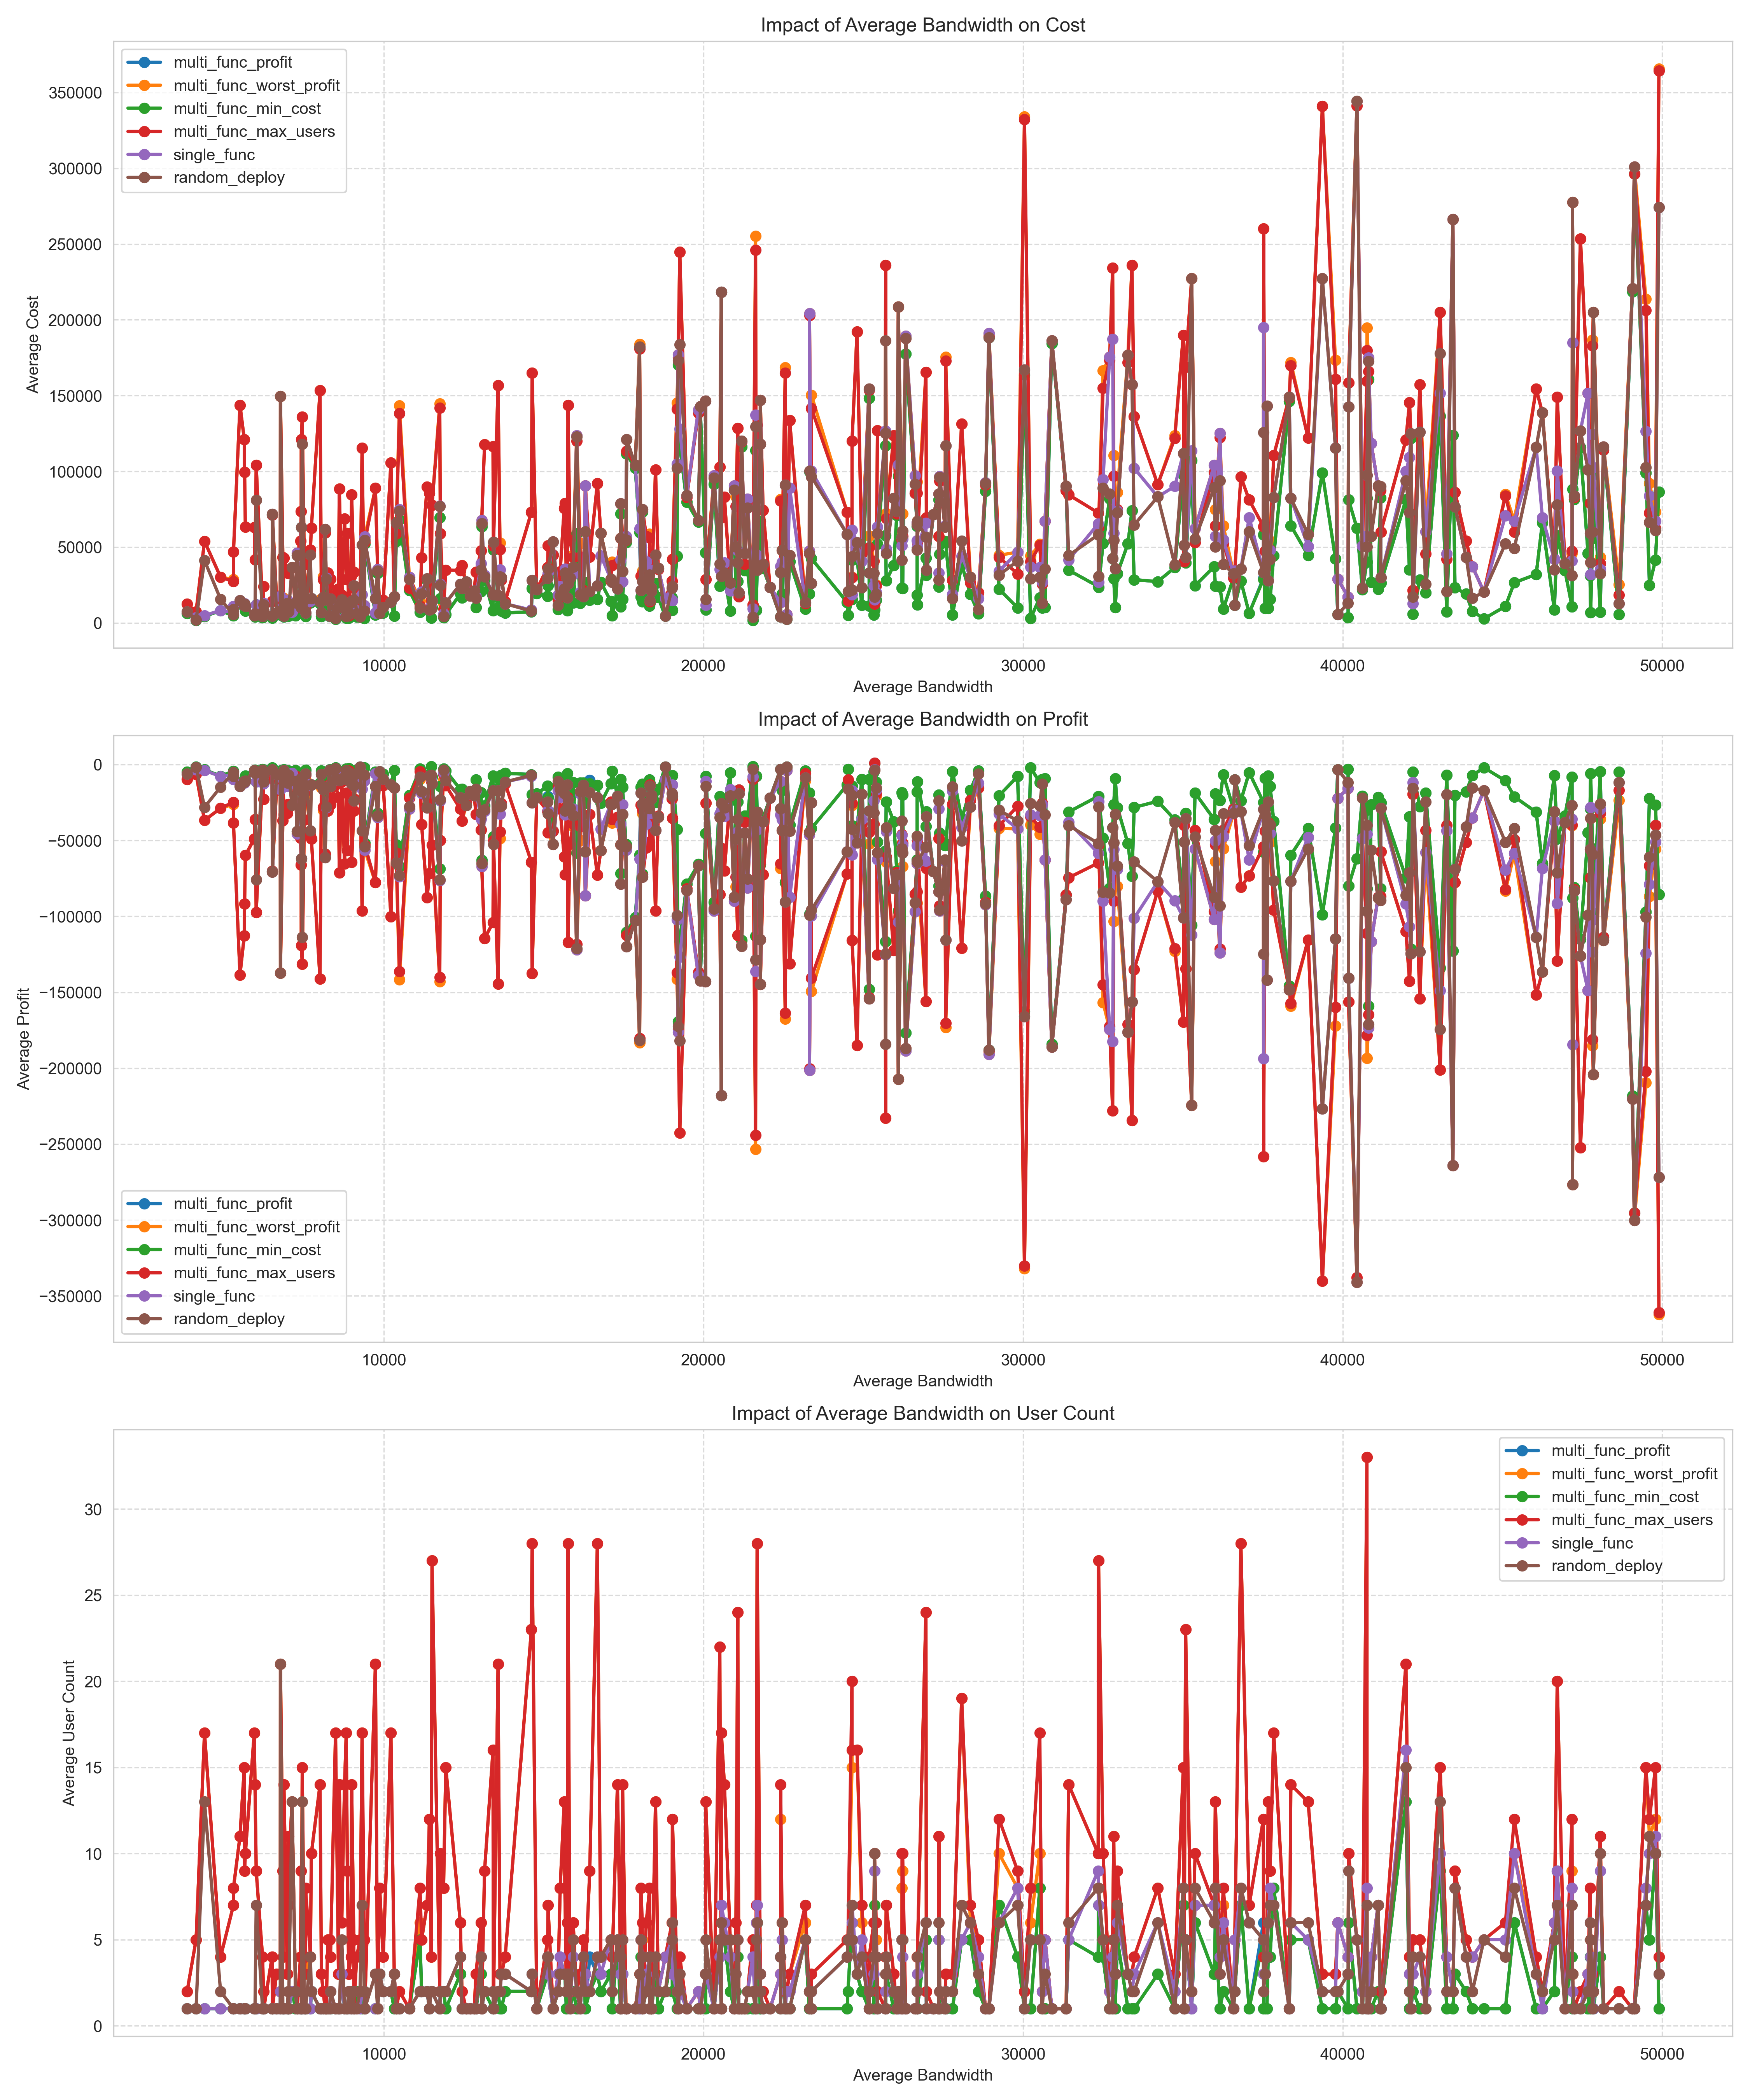 Impact of Average Bandwidth on Cost
multi_func_profit
multi_func_worst_profit
multi_func_min_cost
multi_func_max_users
single_func
random_deploy
Average Cost
350000
300000
250000
200000
150000
100000
50000
0
10000 20000 30000 40000 50000
Average Bandwidth
Impact of Average Bandwidth on Profit
Average Profit
0
−50000
−100000
−150000
−200000
−250000
−300000
−350000
multi_func_profit
multi_func_worst_profit
multi_func_min_cost
multi_func_max_users
single_func
random_deploy
10000 20000 30000 40000 50000
Average Bandwidth
Impact of Average Bandwidth on User Count
multi_func_profit
multi_func_worst_profit
multi_func_min_cost
multi_func_max_users
single_func
random_deploy
Average User Count
30
25
20
15
10
5
0
10000 20000 30000 40000 50000
Average Bandwidth